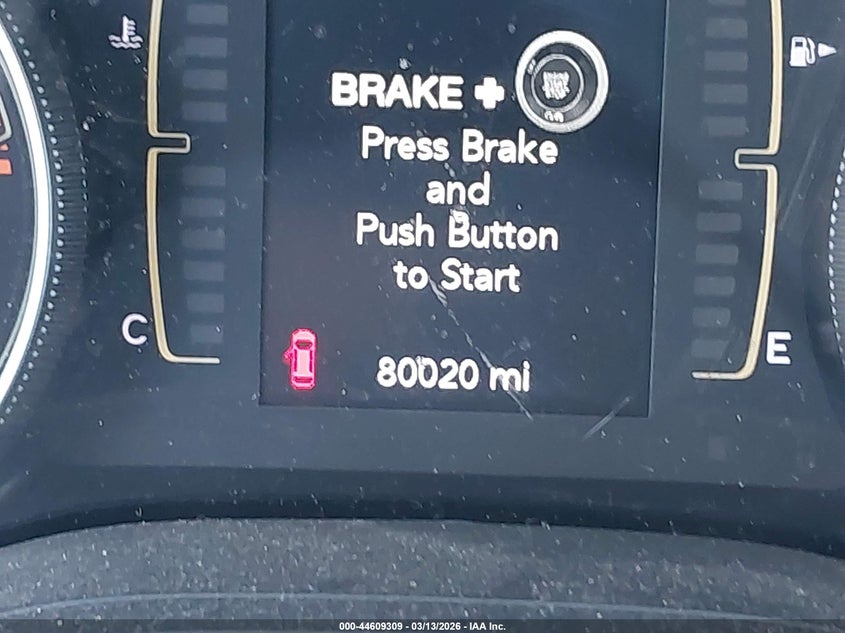 BRAKE +
Press Brake
and
Push Button
to Start
C
E
80020 mi
000-44609309 - 03/13/2026 - IAA Inc.